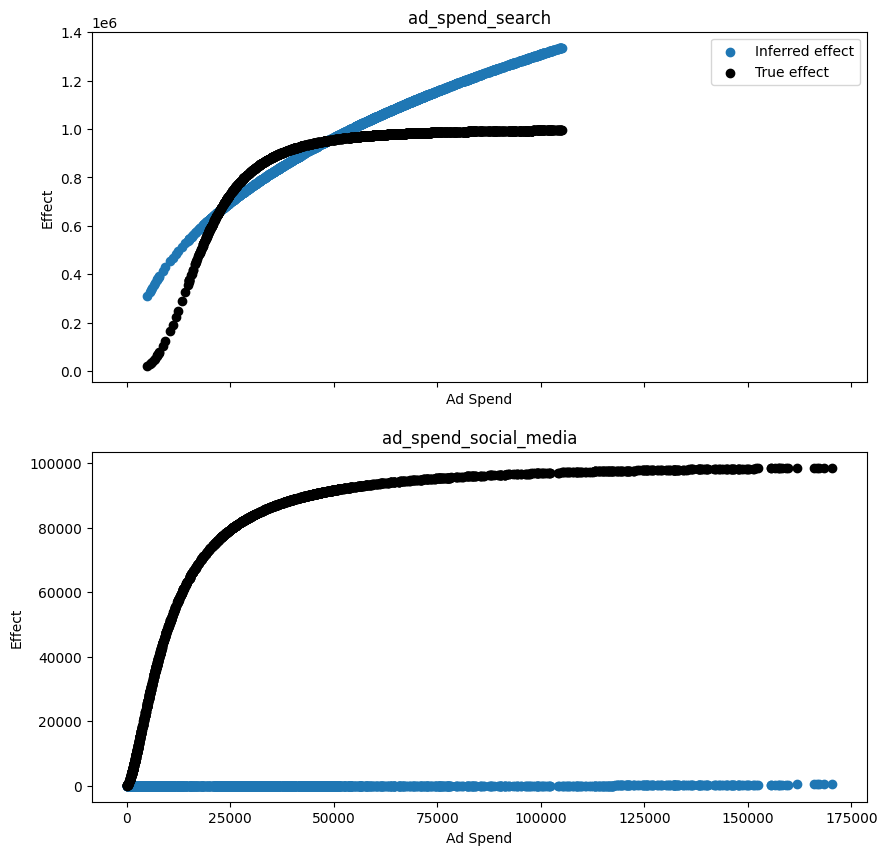 ad_spend_search
1e6
1.4
1.2
1.0
0.8
0.6
0.4
0.2
0.0
Effect
Inferred effect
True effect
Ad Spend
ad_spend_social_media
100000
80000
60000
40000
20000
0
Effect
0 25000 50000 75000 100000 125000 150000 175000
Ad Spend